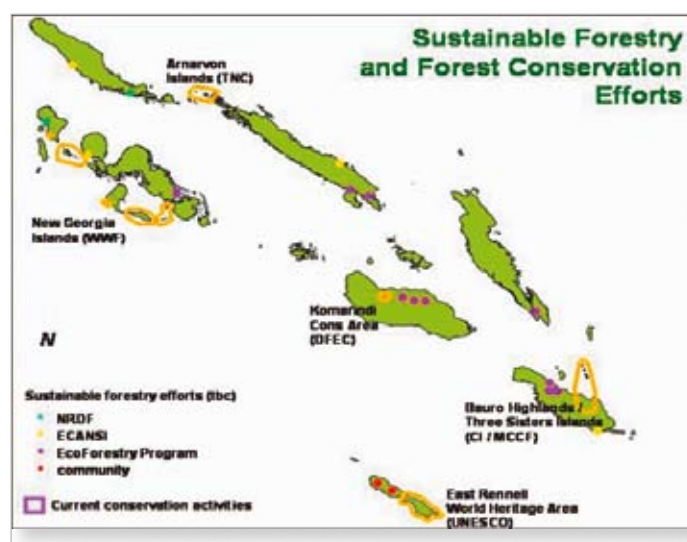 Sustainable Forestry
and Forest Conservation
Efforts
Arnarvon
Islands (TNC)
New Georgia
Islands (WWF)
Komarindi
Cons Area
(DFEC)
N
Sustainable forestry efforts (tbc)
NRDF
ECANSI
EcoForestry Program
community
Current conservation activities
Bauro Highlands /
Three Sisters Islands
(CI / MCCF)
East Rennell
World Heritage Area
(UNESCO)